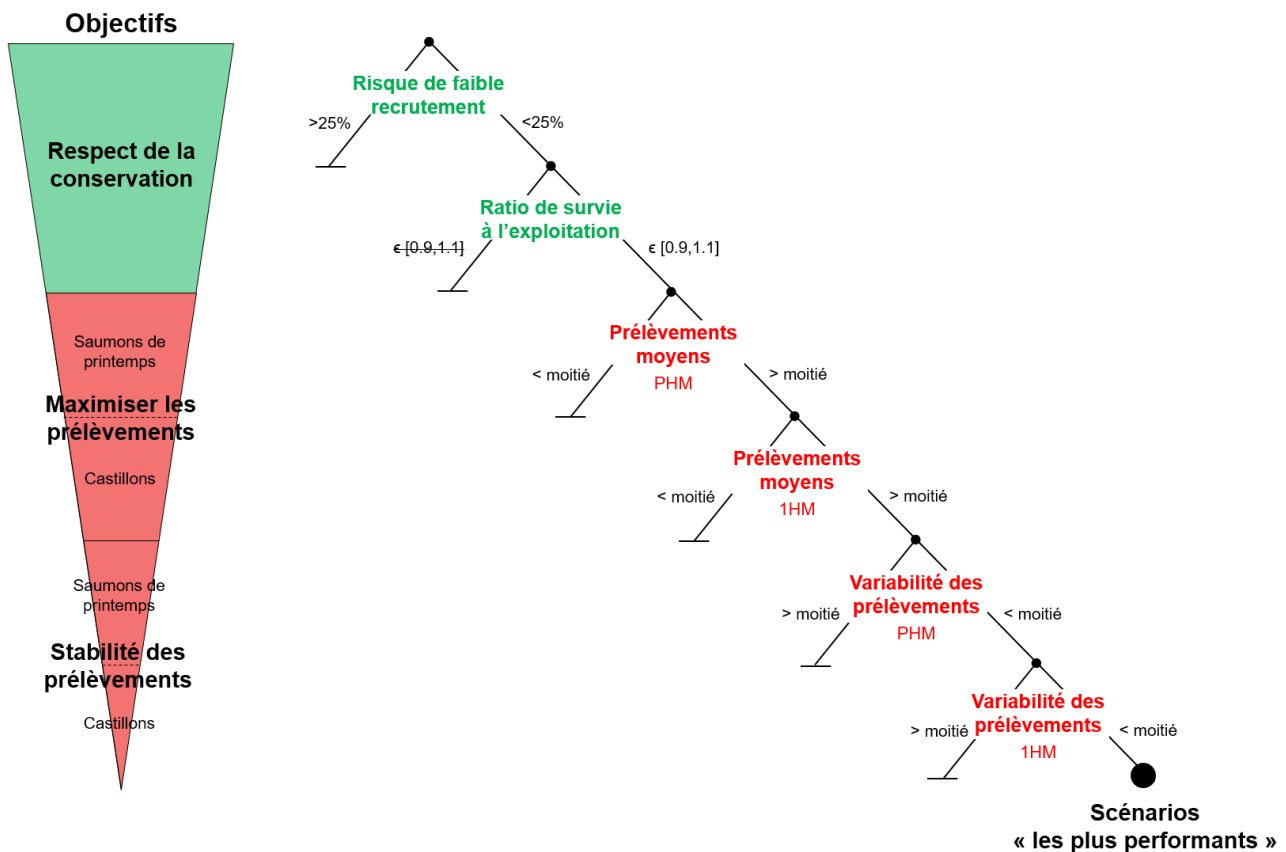 Objectifs
Respect de la
conservation
Saumons de
printemps
Maximiser les
prélèvements
Castillons
Saumons de
printemps
Stabilité des
prélèvements
Castillons
Risque de faible
recrutement
>25%
<25%
Ratio de survie
à l'exploitation
ϵ [0.9,1.1]
ϵ [0.9,1.1]
Prélèvements
moyens
PHM
< moitié
> moitié
Prélèvements
moyens
1HM
< moitié
> moitié
Variabilité des
prélèvements
PHM
> moitié
< moitié
Variabilité des
prélèvements
1HM
> moitié
< moitié
Scénarios
« les plus performants »